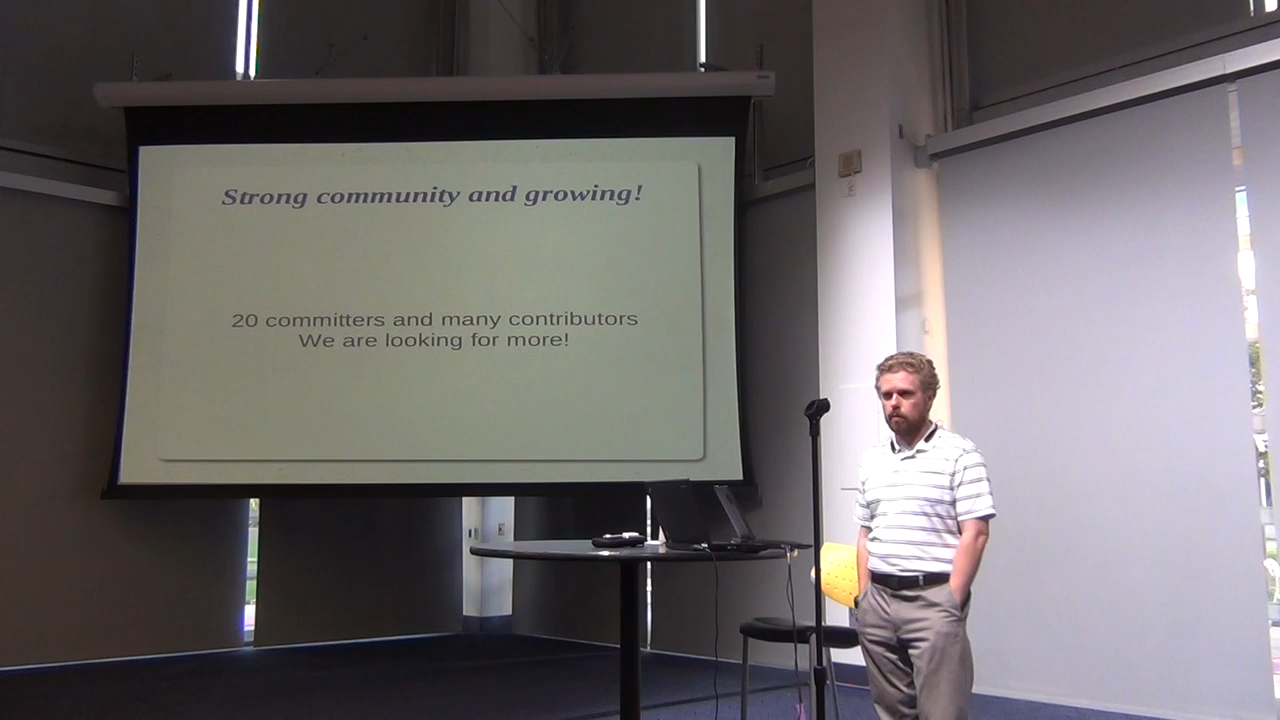 Strong community and growing!
20 committers and many contributors
We are looking for more!